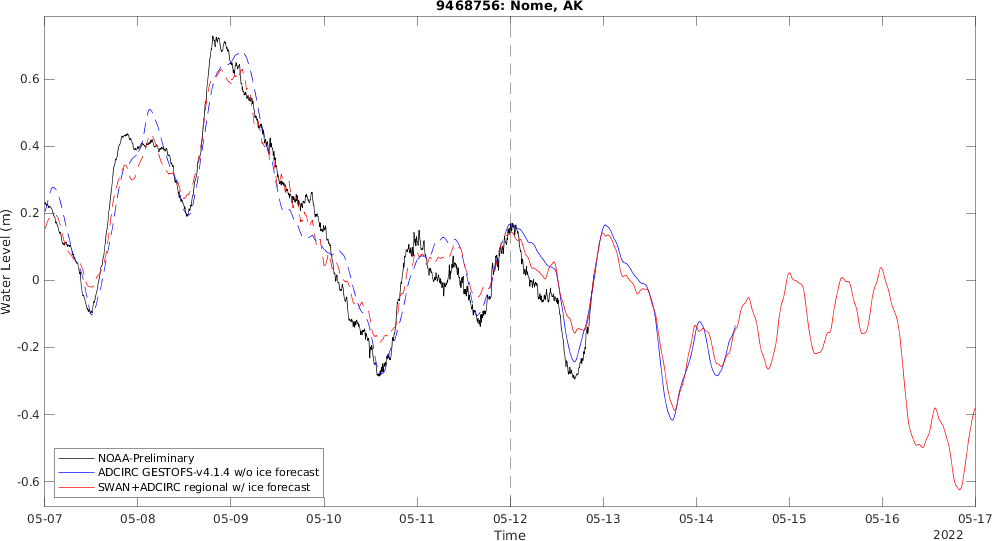 9468756: Nome, AK
Water Level (m)
0.6
0.4
0.2
0
-0.2
-0.4
-0.6
NOAA-Preliminary
ADCIRC GESTOFS-v4.1.4 w/o ice forecast
SWAN+ADCIRC regional w/ ice forecast
05-07 05-08 05-09 05-10 05-11 05-12 05-13 05-14 05-15 05-16 05-17
Time
2022